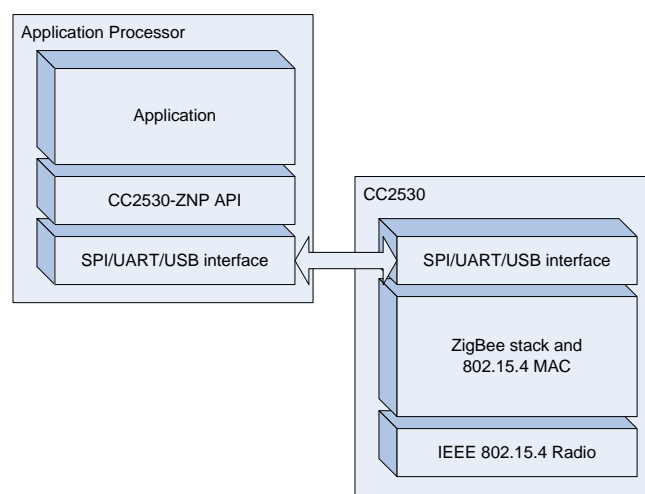 Application Processor
Application
CC2530-ZNP API
SPI/UART/USB interface
CC2530
SPI/UART/USB interface
ZigBee stack and
802.15.4 MAC
IEEE 802.15.4 Radio